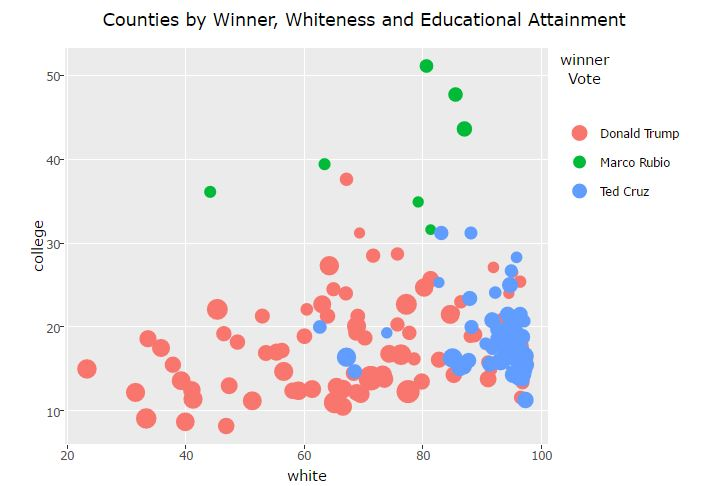 Counties by Winner, Whiteness and Educational Attainment
winner
Vote
Donald Trump
Marco Rubio
Ted Cruz
college
50
40
30
20
10
20 40 60 80 100
white